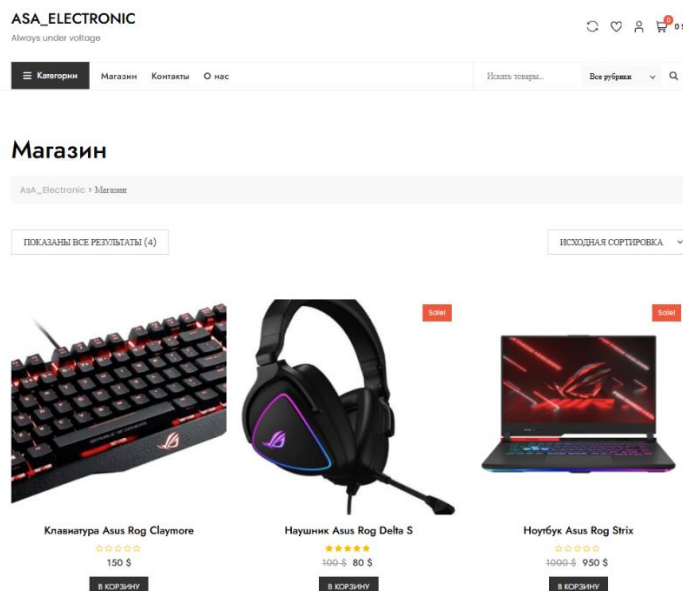 ASA_ELECTRONIC
Always under voltage
0
0 $
Категории Магазин Контакты О нас Искать товары... Все рубрики
Магазин
AsA_Electronic > Магазин
ПОКАЗАНЫ ВСЕ РЕЗУЛЬТАТЫ (4) ИСХОДНАЯ СОРТИРОВКА
Sale! Sale!
Клавиатура Asus Rog Claymore Наушник Asus Rog Delta S Ноутбук Asus Rog Strix
150 $ 100 $ 80 $ 1000 $ 950 $
В КОРЗИНУ В КОРЗИНУ В КОРЗИНУ